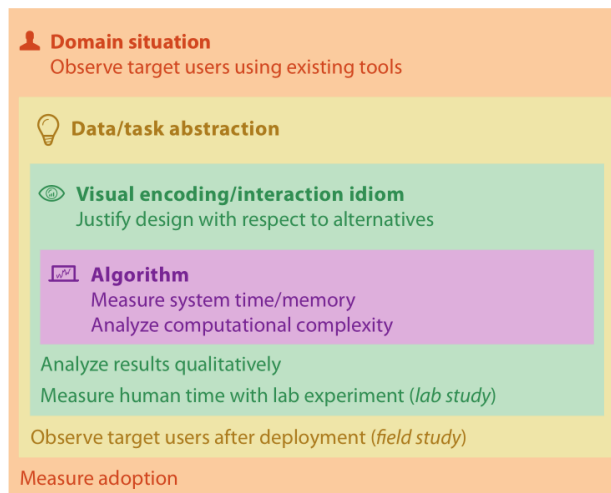 Domain situation
Observe target users using existing tools
Data/task abstraction
Visual encoding/interaction idiom
Justify design with respect to alternatives
Algorithm
Measure system time/memory
Analyze computational complexity
Analyze results qualitatively
Measure human time with lab experiment (lab study)
Observe target users after deployment (field study)
Measure adoption